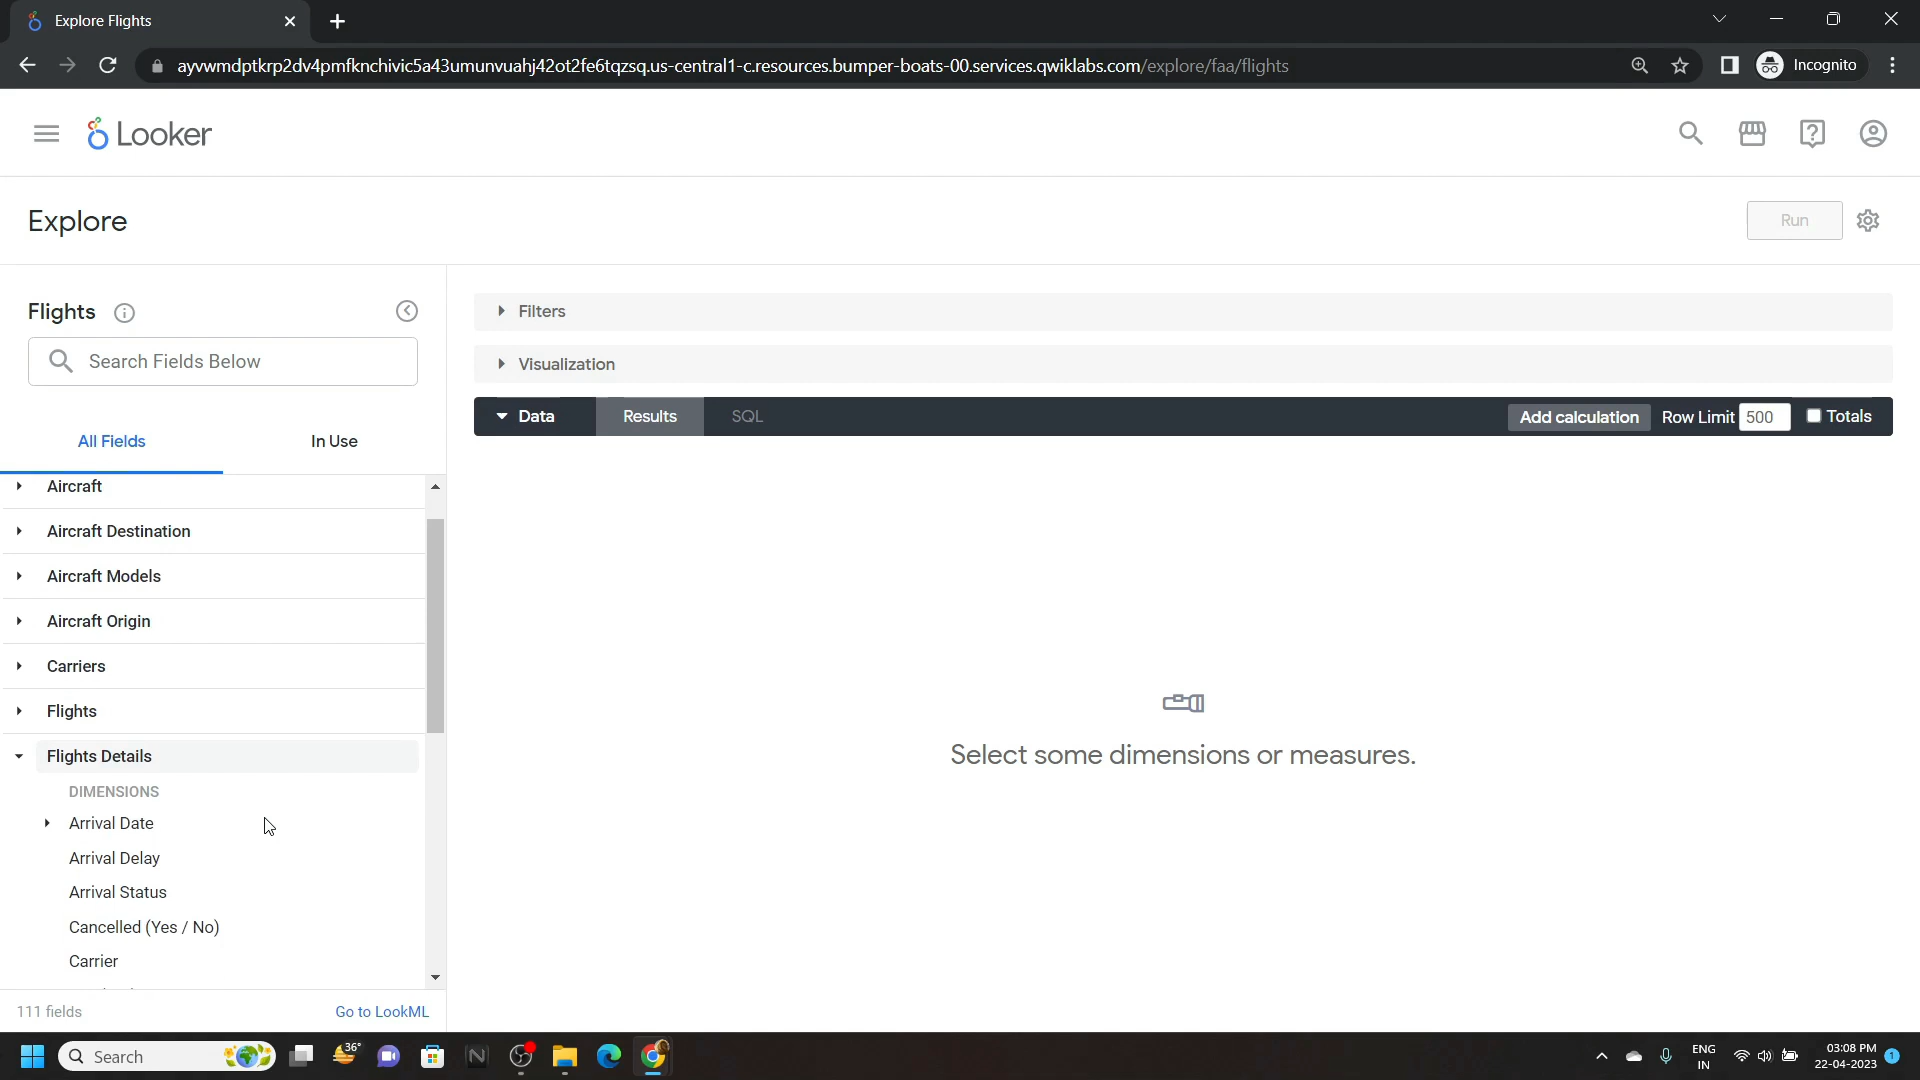 Explore Flights
ayvwmdptkrp2dv4pmfknchivic5a43umunvuahj42ot2fe6tqzsq.us-central1-c.resources.bumper-boats-00.services.qwiklabs.com/explore/faa/flights
Incognito
Looker
Explore
Run
Flights
Search Fields Below
All Fields
In Use
Aircraft
Aircraft Destination
Aircraft Models
Aircraft Origin
Carriers
Flights
Flights Details
DIMENSIONS
Arrival Date
Arrival Delay
Arrival Status
Cancelled (Yes / No)
Carrier
111 fields
Go to LookML
Filters
Visualization
Data
Results
SQL
Add calculation
Row Limit
500
Totals
Select some dimensions or measures.
Search
36°
ENG
IN
03:08 PM
22-04-2023
1